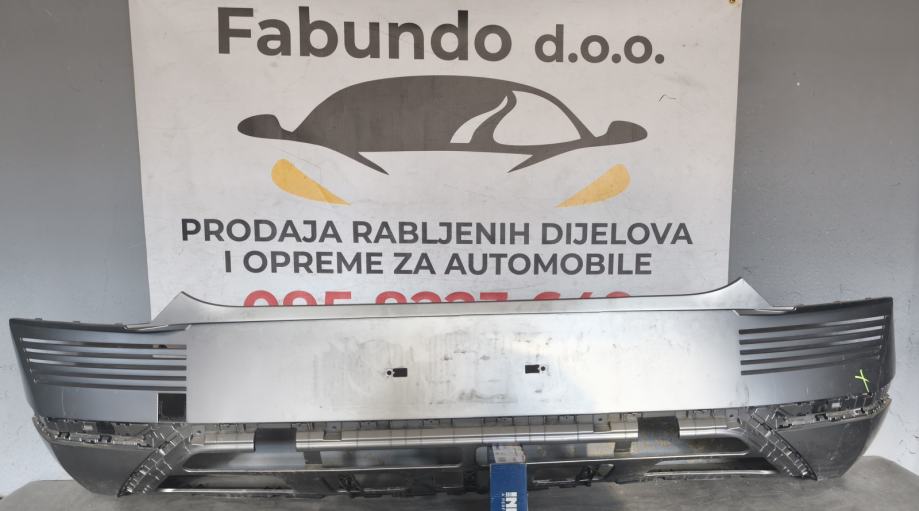 Fabundo d.o.o.
PRODAJA RABLJENIH DIJELOVA
I OPREME ZA AUTOMOBILE